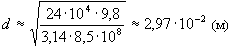 d ≈ √(24·10⁴·9,8 / 3,14·8,5·10⁸) ≈ 2,97·10⁻² (м)